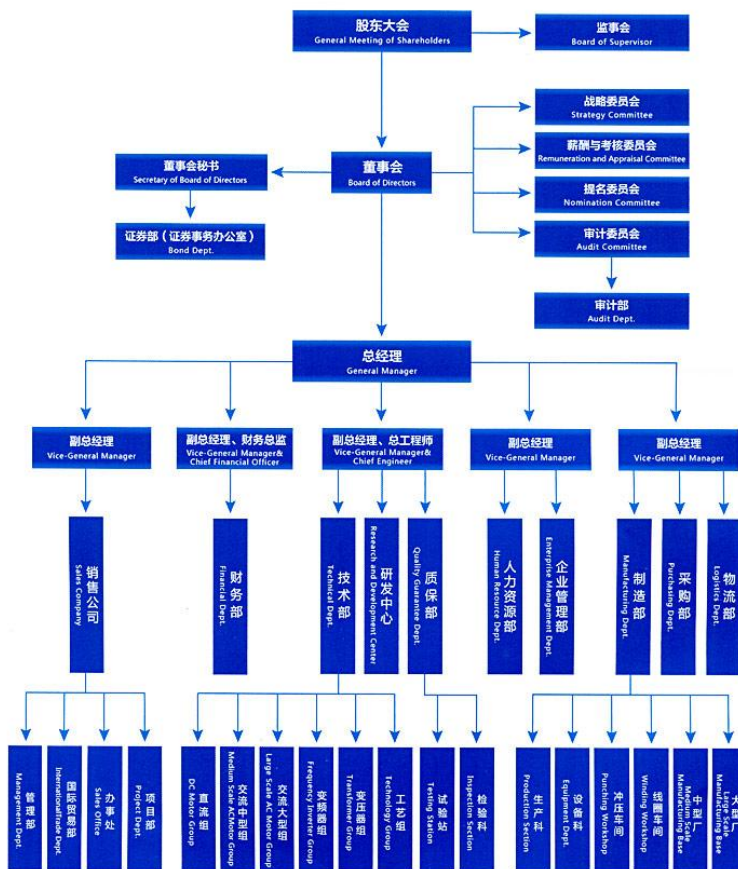 股东大会
General Meeting of Shareholders
监事会
Board of Supervisor
战略委员会
Strategy Committee
薪酬与考核委员会
Remuneration and Appraisal Committee
董事会秘书
Secretary of Board of Directors
董事会
Board of Directors
提名委员会
Nomination Committee
证券部（证券事务办公室）
Bond Dept.
审计委员会
Audit Committee
审计部
Audit Dept.
总经理
General Manager
副总经理
Vice-General Manager
副总经理、财务总监
Vice-General Manager&
Chief Financial Officer
副总经理、总工程师
Vice-General Manager&
Chief Engineer
副总经理
Vice-General Manager
副总经理
Vice-General Manager
销售公司
Sales Company
财务部
Financial Dept.
技术部
Technical Dept.
研发中心
Research and Development Center
质保部
Quality Guarantee Dept.
人力资源部
Human Resource Dept.
企业管理部
Enterprise Management Dept.
制造部
Manufacturing Dept.
采购部
Purchasing Dept.
物流部
Logistics Dept.
管理部
Management Dept.
国际贸易部
InternationalTrade Dept.
办事处
Sales Office
项目部
Project Dept.
直流组
DC Motor Group
交流中型组
Medium Scale ACMotor Group
交流大型组
Large Scale AC Motor Group
变频器组
Frequency Inverter Group
变压器组
Transformer Group
工艺组
Technology Group
试验站
Testing Station
检验科
Inspection Section
生产科
Production Section
设备科
Equipment Dept.
冲压车间
Punching Workshop
线圈车间
Winding Workshop
中型厂
Medium Scale
Manufacturing Base
大型厂
Large Scale
Manufacturing Base